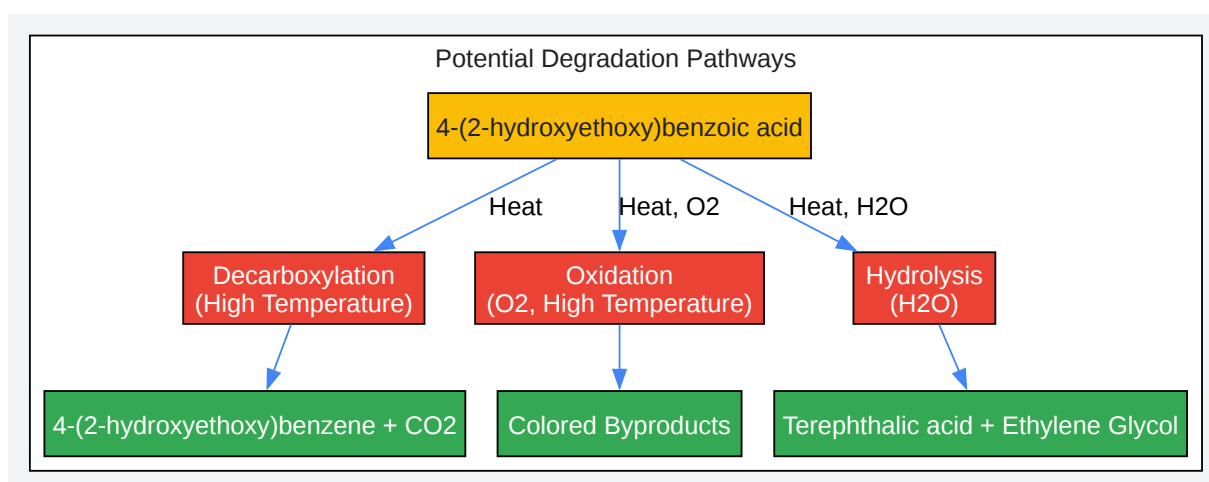 Potential Degradation Pathways
4-(2-hydroxyethoxy)benzoic acid
Heat
Heat, O2
Heat, H2O
Decarboxylation
(High Temperature)
Oxidation
(O2, High Temperature)
Hydrolysis
(H2O)
4-(2-hydroxyethoxy)benzene + CO2
Colored Byproducts
Terephthalic acid + Ethylene Glycol